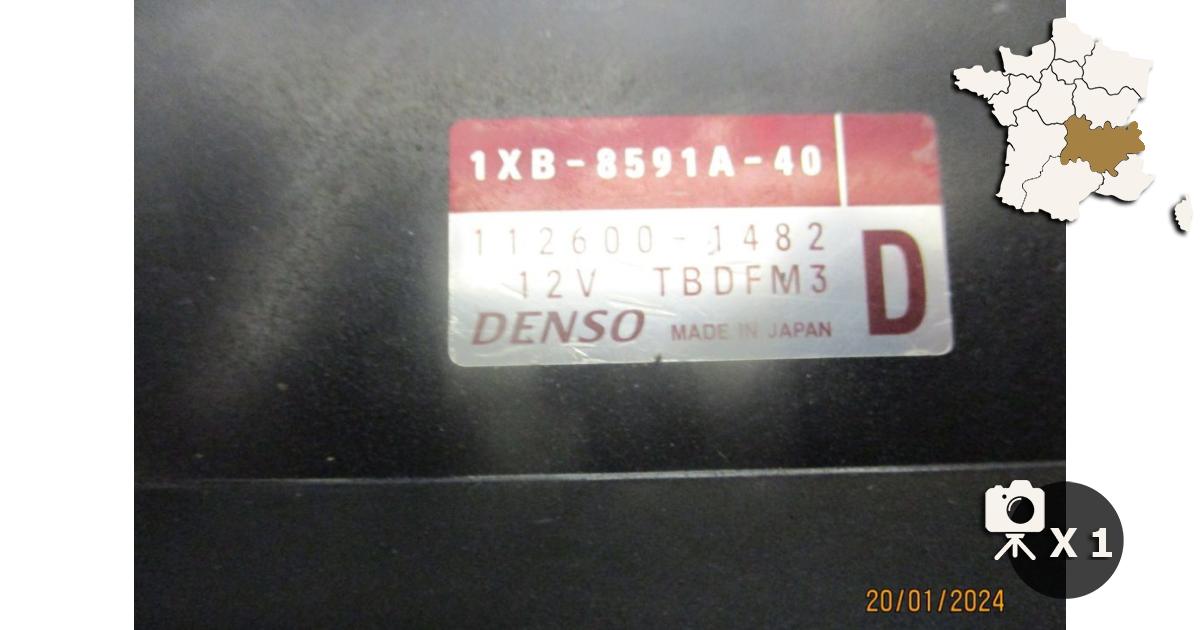 1XB-8591A-40
112600-1482
12V TBDFM3
D
DENSO MADE IN JAPAN
X 1
20/01/2024